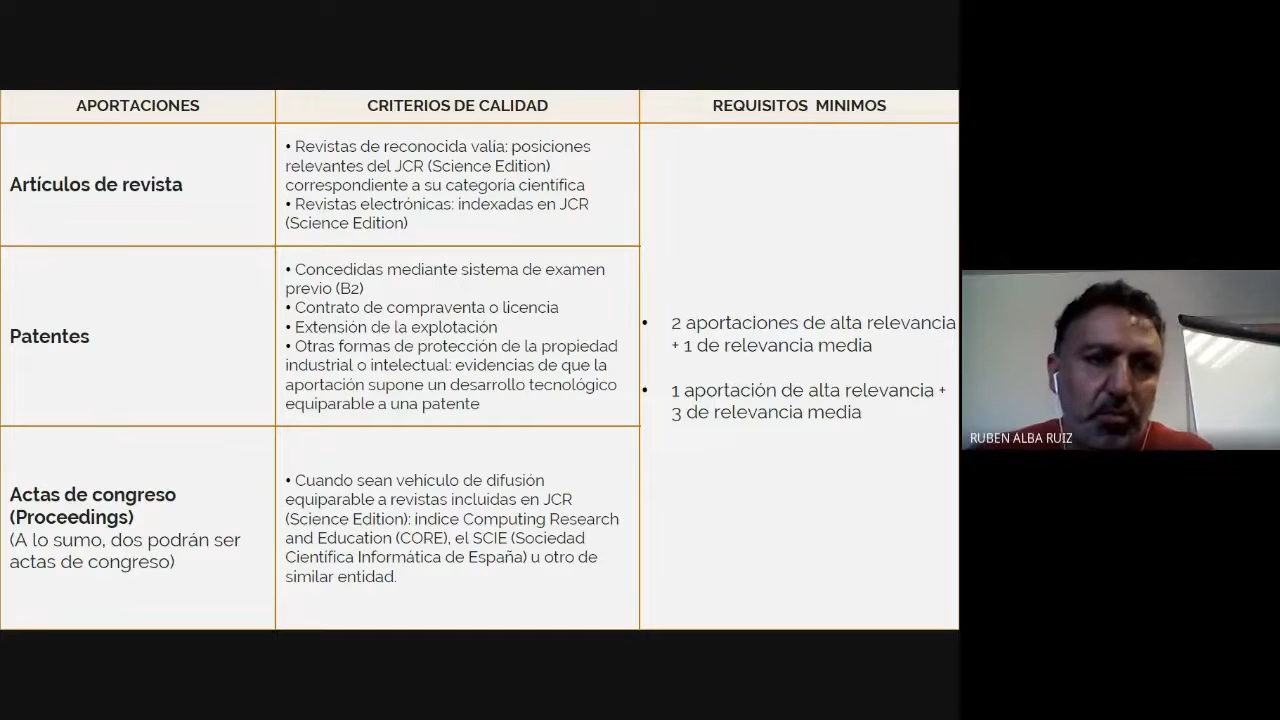 APORTACIONES
CRITERIOS DE CALIDAD
REQUISITOS MINIMOS
Artículos de revista
• Revistas de reconocida valía: posiciones
relevantes del JCR (Science Edition)
correspondiente a su categoría científica
• Revistas electrónicas: indexadas en JCR
(Science Edition)
Patentes
• Concedidas mediante sistema de examen
previo (B2)
• Contrato de compraventa o licencia
• Extensión de la explotación
• Otras formas de protección de la propiedad
industrial o intelectual: evidencias de que la
aportación supone un desarrollo tecnológico
equiparable a una patente
Actas de congreso
(Proceedings)
(A lo sumo, dos podrán ser
actas de congreso)
• Cuando sean vehículo de difusión
equiparable a revistas incluidas en JCR
(Science Edition): índice Computing Research
and Education (CORE), el SCIE (Sociedad
Científica Informática de España) u otro de
similar entidad.
• 2 aportaciones de alta relevancia
+ 1 de relevancia media
• 1 aportación de alta relevancia +
3 de relevancia media
RUBEN ALBA RUIZ